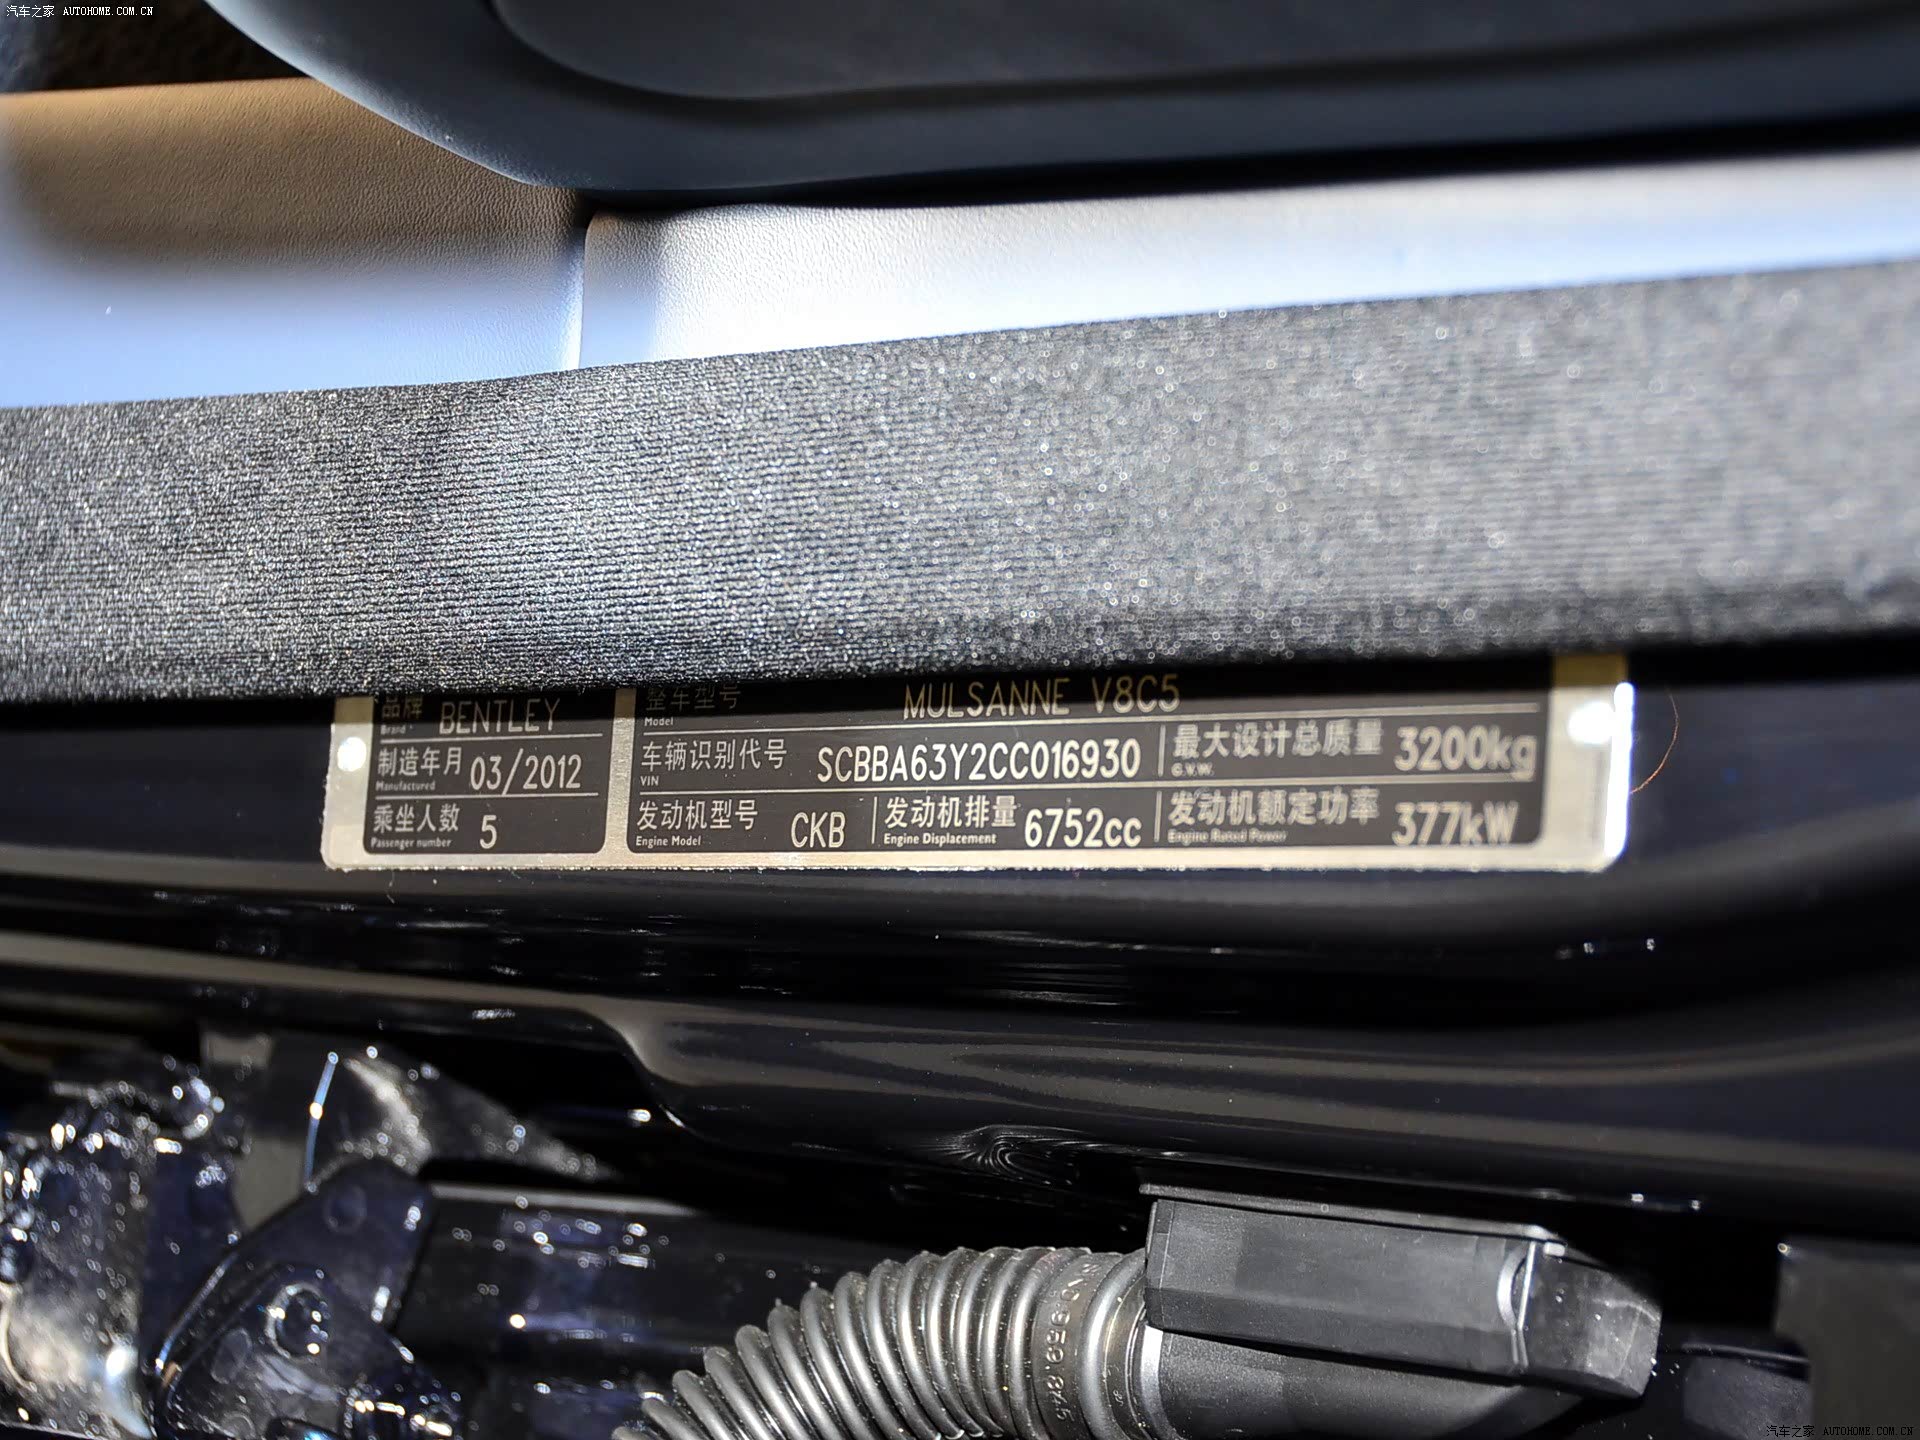 汽车之家 AUTOHOME.COM.CN
品牌 BENTLEY
Brand
制造年月 03/2012
Manufactured
乘坐人数 5
Passenger number
整车型号 MULSANNE V8C5
Model
车辆识别代号 SCBBA63Y2CC016930 最大设计总质量 3200kg
VIN G.V.W.
发动机型号 CKB 发动机排量 6752cc 发动机额定功率 377kW
Engine Model Engine Displacement Engine Rated Power
汽车之家 AUTOHOME.COM.CN